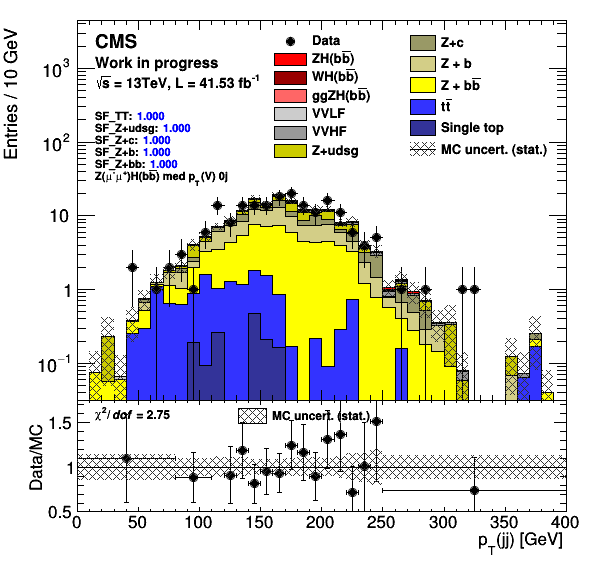 CMS
Work in progress
√s = 13TeV, L = 41.53 fb⁻¹
SF_TT: 1.000
SF_Z+udsg: 1.000
SF_Z+c: 1.000
SF_Z+b: 1.000
SF_Z+bb: 1.000
Z(μ⁻μ⁺)H(bb̅) med p_T(V) 0j
Data
ZH(bb̅)
WH(bb̅)
ggZH(bb̅)
VVLF
VVHF
Z+udsg
Z+c
Z + b
Z + bb̅
tt̅
Single top
MC uncert. (stat.)
Entries / 10 GeV
10³
10²
10
1
10⁻¹
χ²/dof = 2.75
MC uncert. (stat.)
Data/MC
1.5
1
0.5
0 50 100 150 200 250 300 350 400
p_T(jj) [GeV]